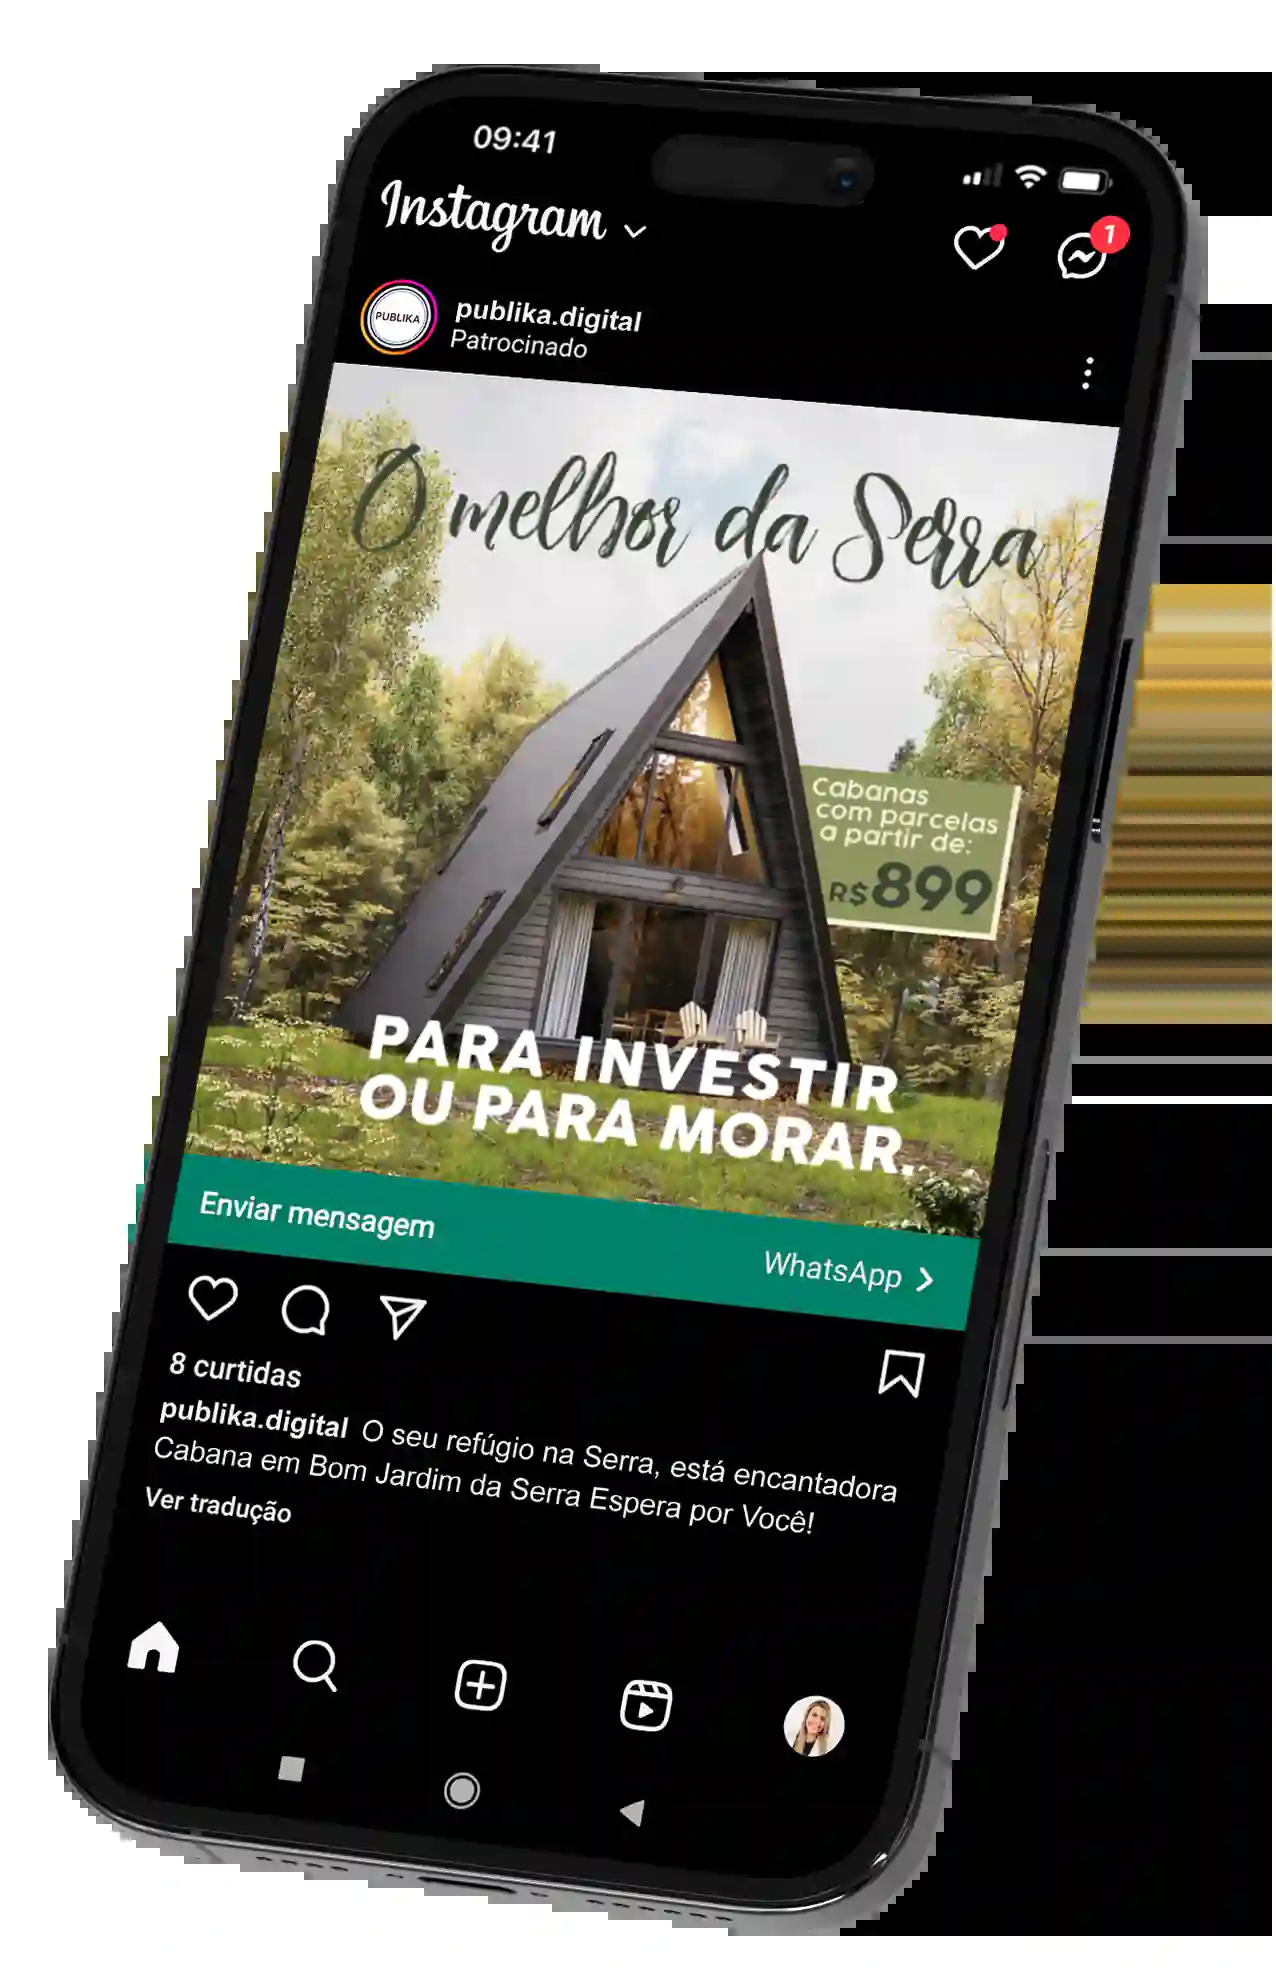 09:41
Instagram
1
PUBLIKA
publika.digital
Patrocinado
O melhor da Serra
Cabanas
com parcelas
a partir de:
R$899
PARA INVESTIR
OU PARA MORAR.
Enviar mensagem
WhatsApp
8 curtidas
publika.digital O seu refúgio na Serra, está encantadora
Cabana em Bom Jardim da Serra Espera por Você!
Ver tradução